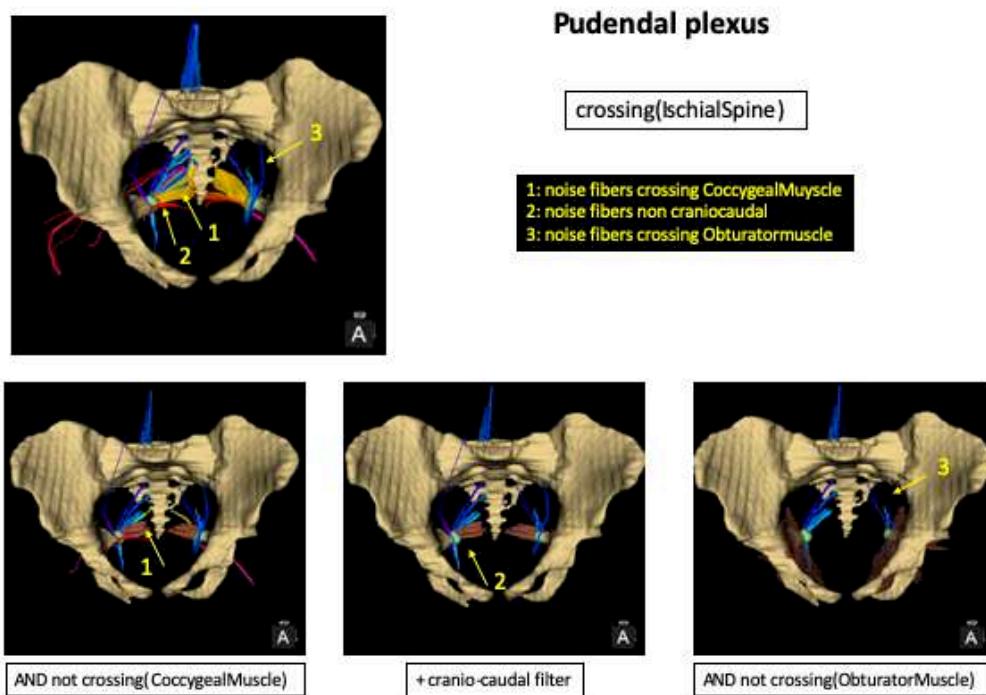 Pudendal plexus
crossing(IschialSpine)
3
1
2
A
1: noise fibers crossing CoccygealMuyscle
2: noise fibers non craniocaudal
3: noise fibers crossing Obturatormuscle
1
A
2
A
3
A
AND not crossing(CoccygealMuscle)
+ cranio-caudal filter
AND not crossing(ObturatorMuscle)